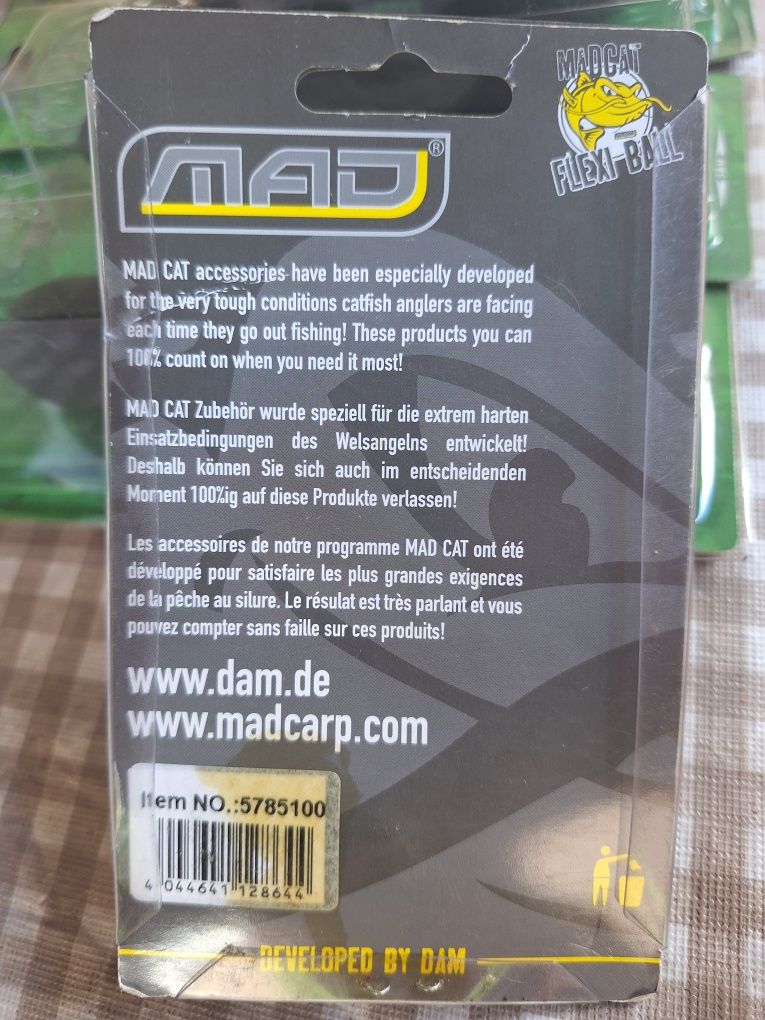 MADCAT
FLEXI-BALL
MAD®
MAD CAT accessories have been especially developed
for the very tough conditions catfish anglers are facing
each time they go out fishing! These products you can
100% count on when you need it most!
MAD CAT Zubehör wurde speziell für die extrem harten
Einsatzbedingungen des Welsangelns entwickelt!
Deshalb können Sie sich auch im entscheidenden
Moment 100%ig auf diese Produkte verlassen!
Les accessoires de notre programme MAD CAT ont été
développé pour satisfaire les plus grandes exigences
de la pêche au silure. Le résulat est très parlant et vous
pouvez compter sans faille sur ces produits!
www.dam.de
www.madcarp.com
Item NO.:5785100
4 044641 128644
DEVELOPED BY DAM